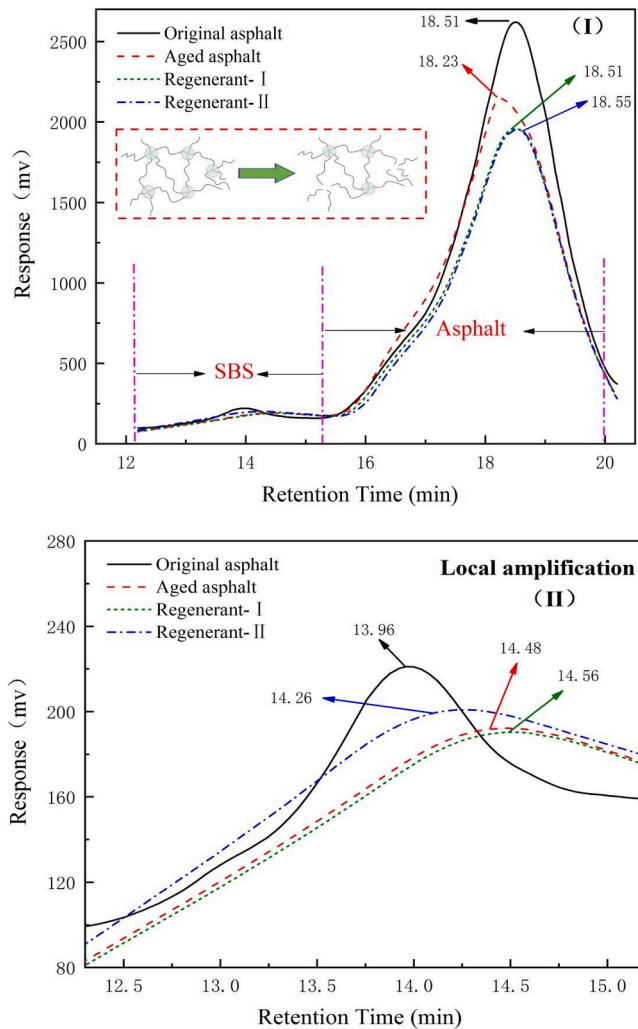 Original asphalt
Aged asphalt
Regenerant-Ⅰ
Regenerant-Ⅱ
(Ⅰ)
18.51
18.23
18.51
18.55
SBS
Asphalt
Response（mv）
2500
2000
1500
1000
500
0
12 14 16 18 20
Retention Time (min)
Original asphalt
Aged asphalt
Regenerant-Ⅰ
Regenerant-Ⅱ
Local amplification
（Ⅱ）
13.96
14.48
14.26
14.56
Response（mv）
280
240
200
160
120
80
12.5 13.0 13.5 14.0 14.5 15.0
Retention Time (min)